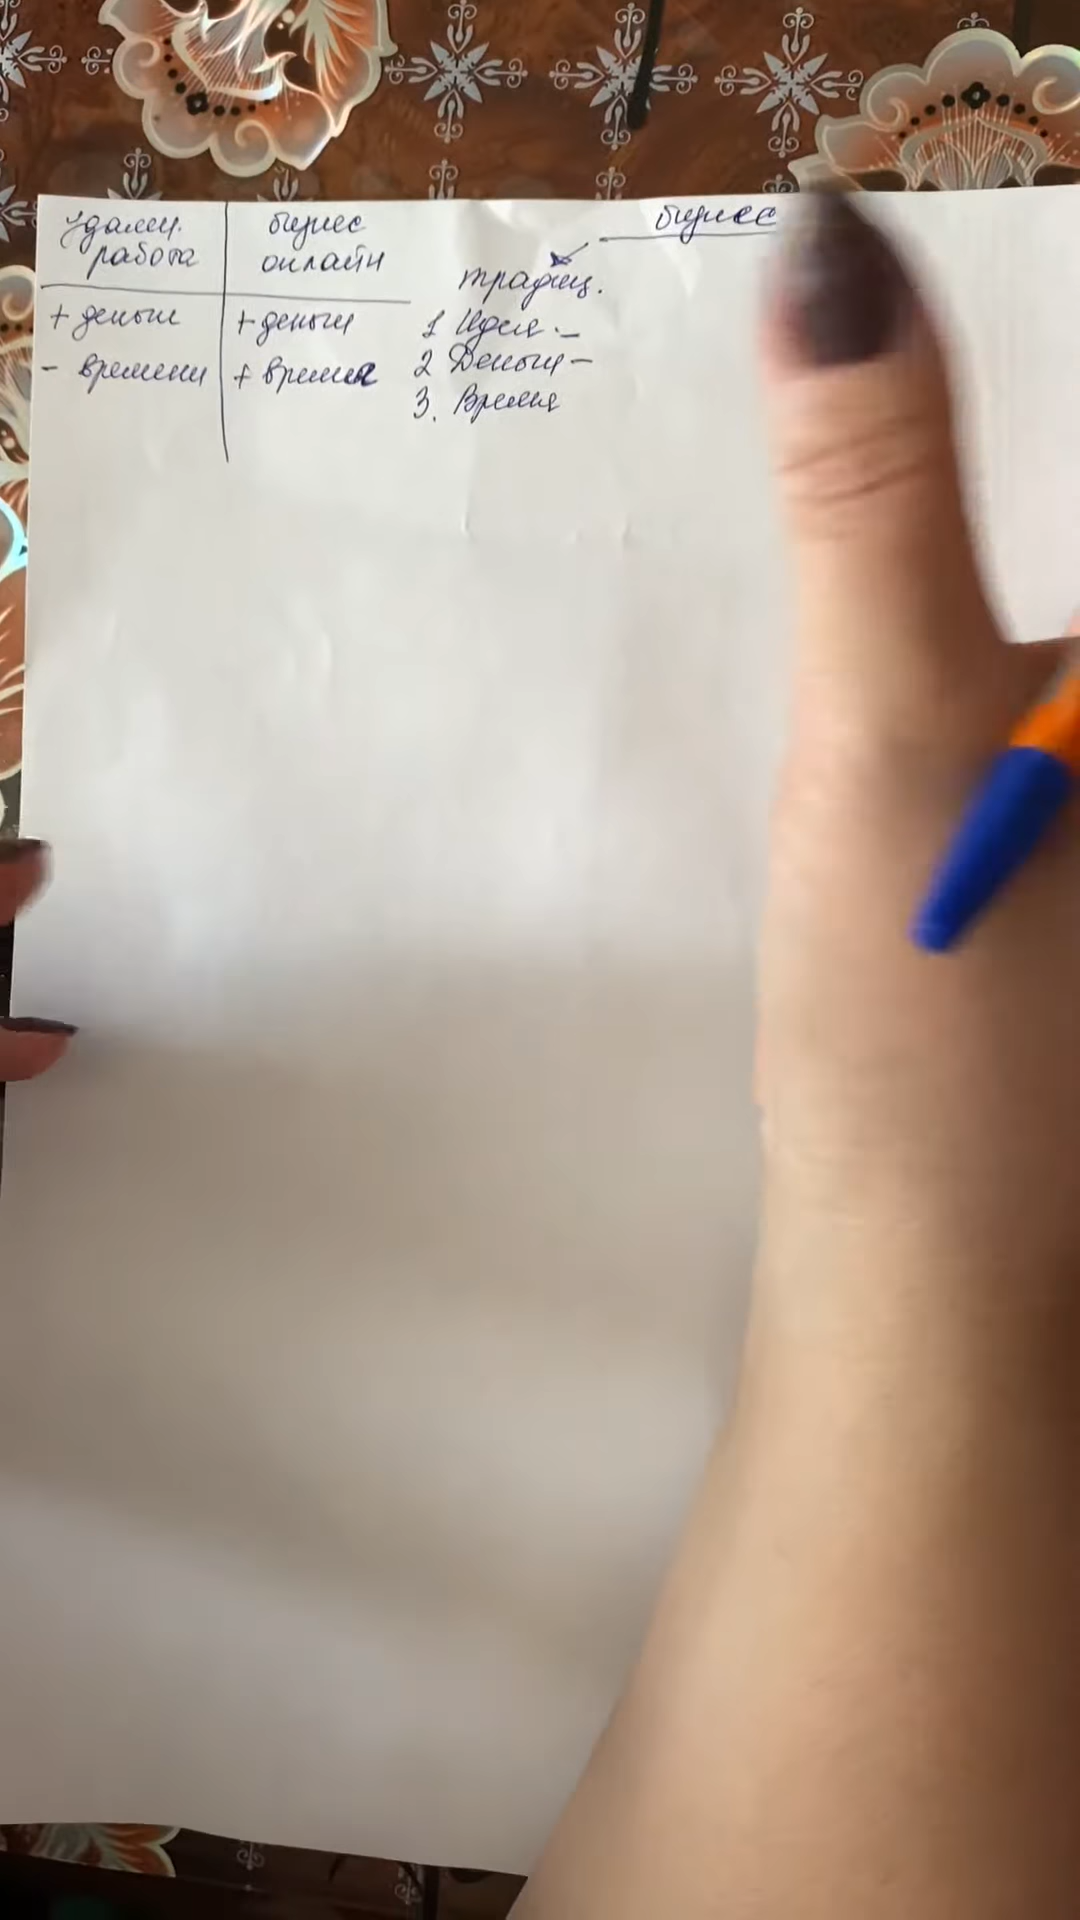 удален.
работа
+ деньги
- времени
бизнес
онлайн
+ деньги
+ время
бизнес
традиц.
1 Идея. –
2 Деньги –
3. Время